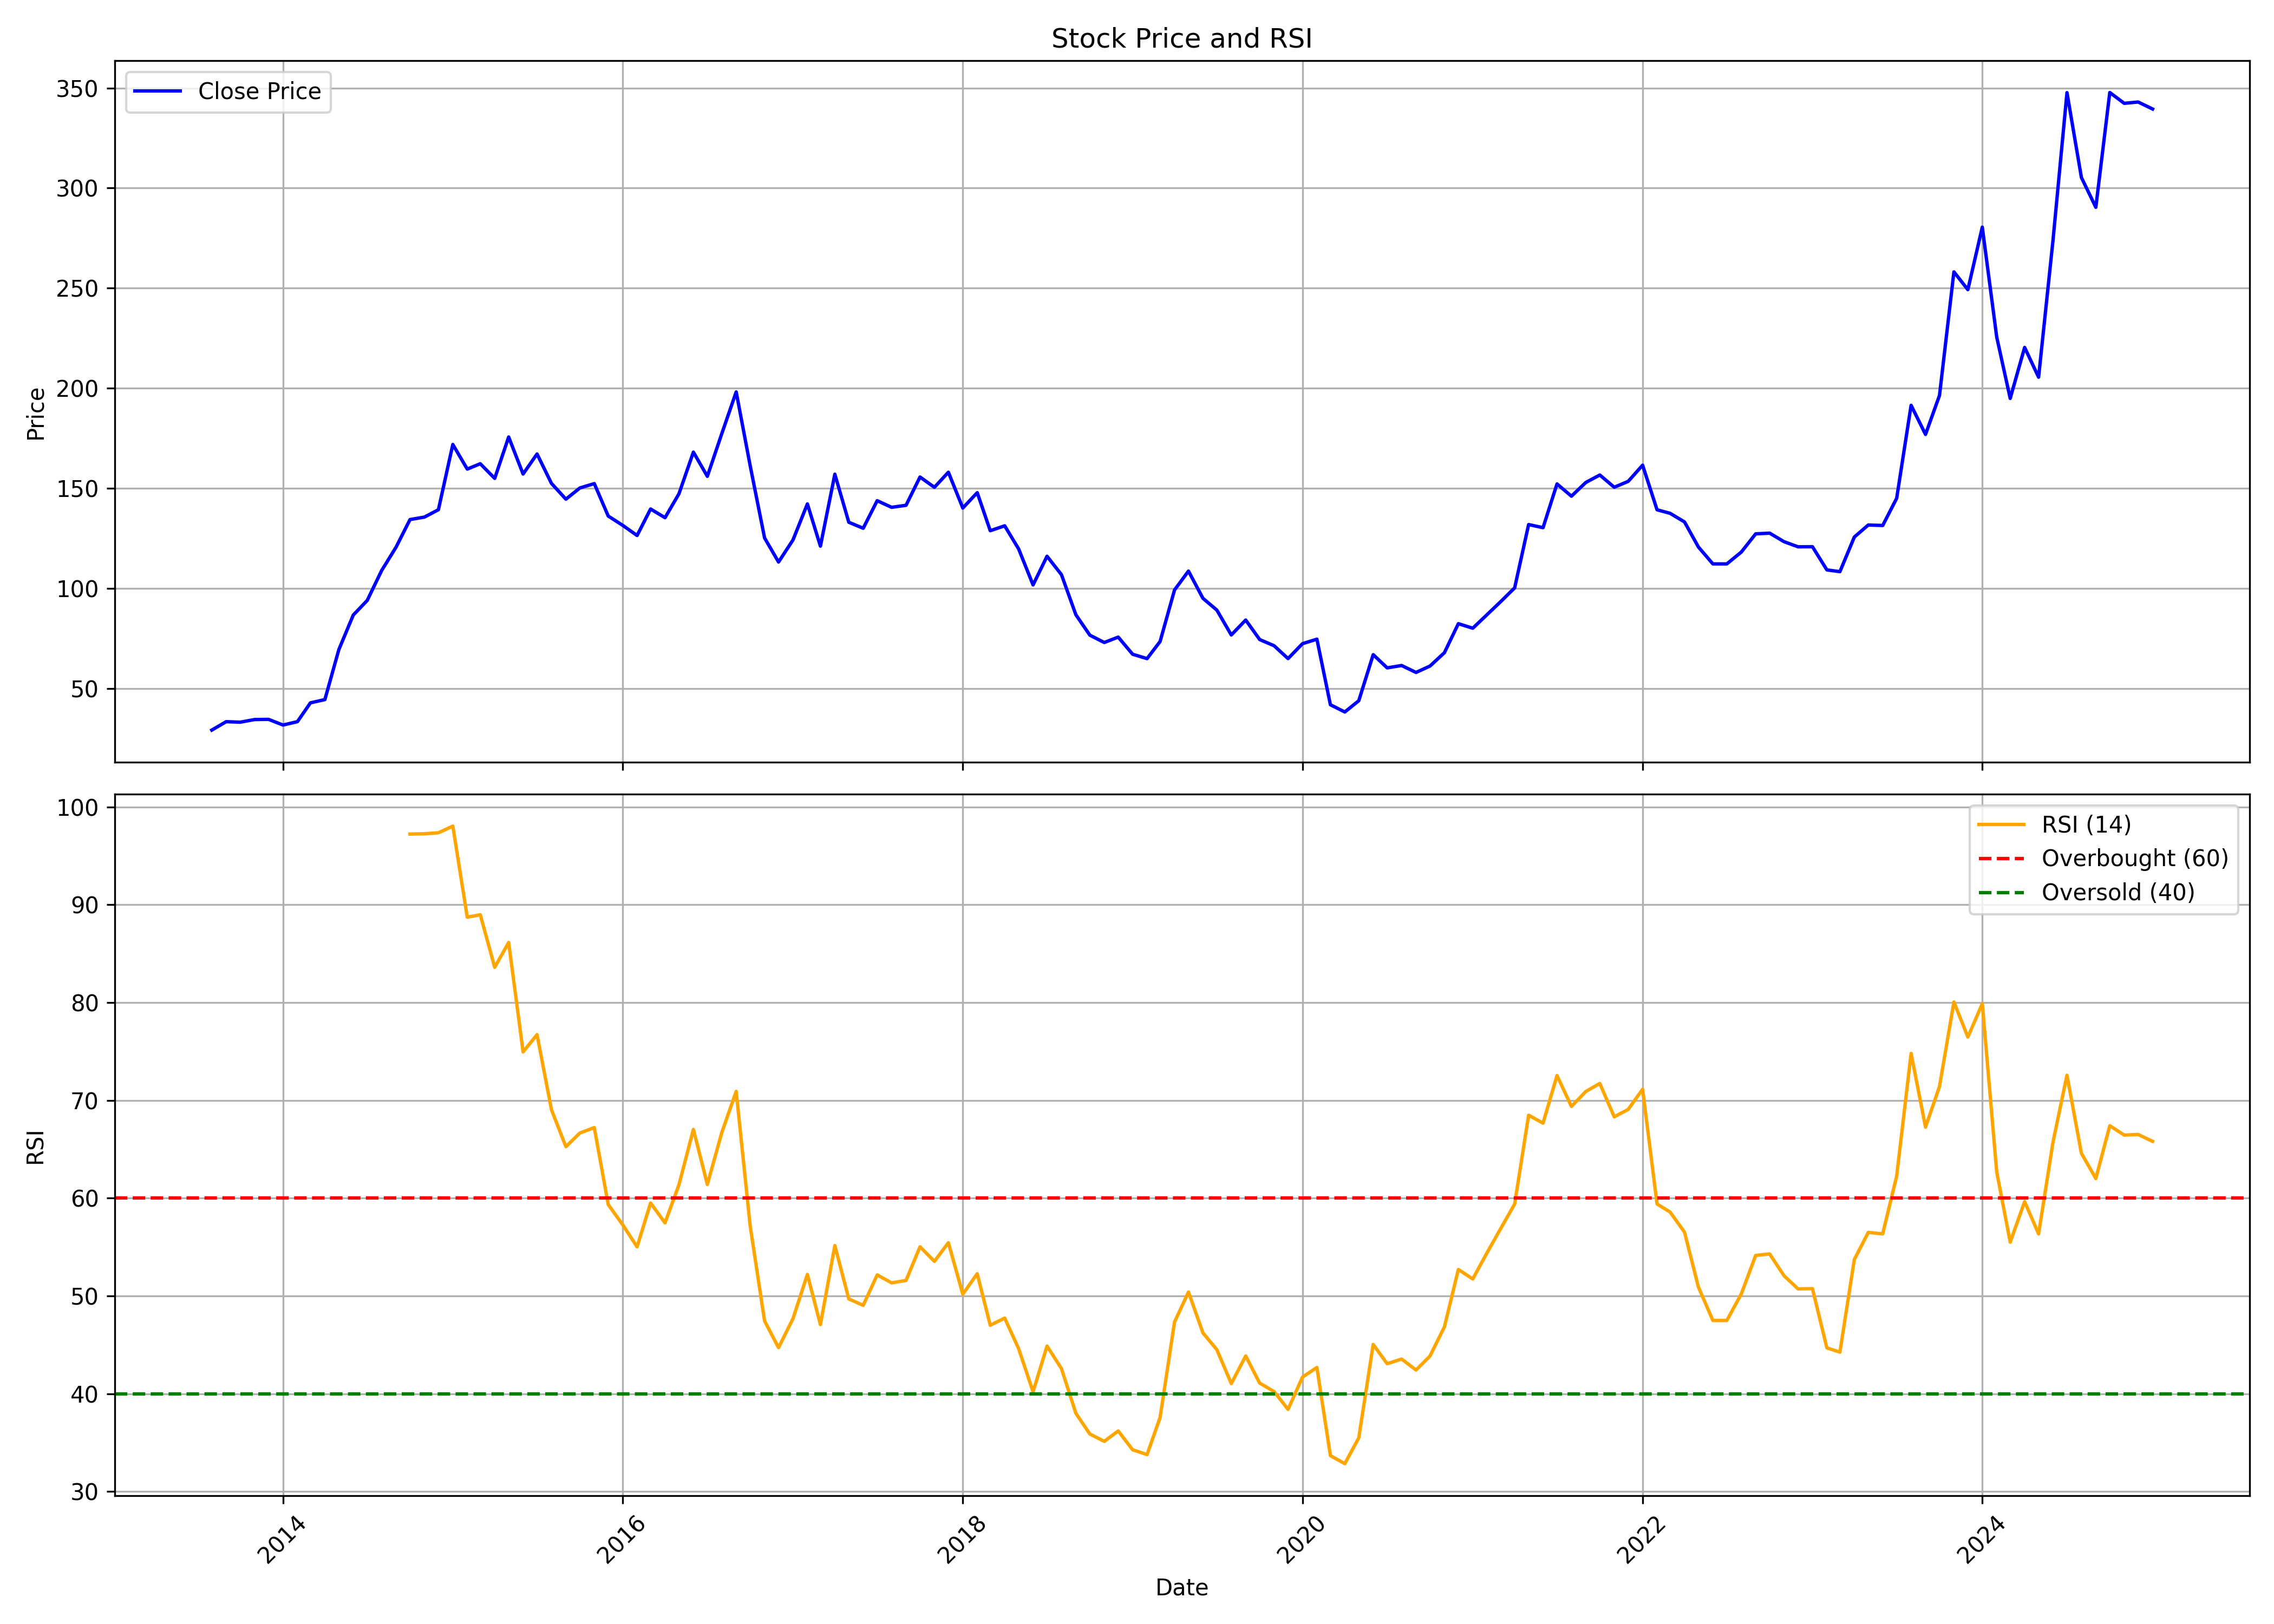 Stock Price and RSI
Close Price
350
300
250
200
150
100
50
Price
RSI (14)
Overbought (60)
Oversold (40)
100
90
80
70
60
50
40
30
RSI
2014
2016
2018
2020
2022
2024
Date